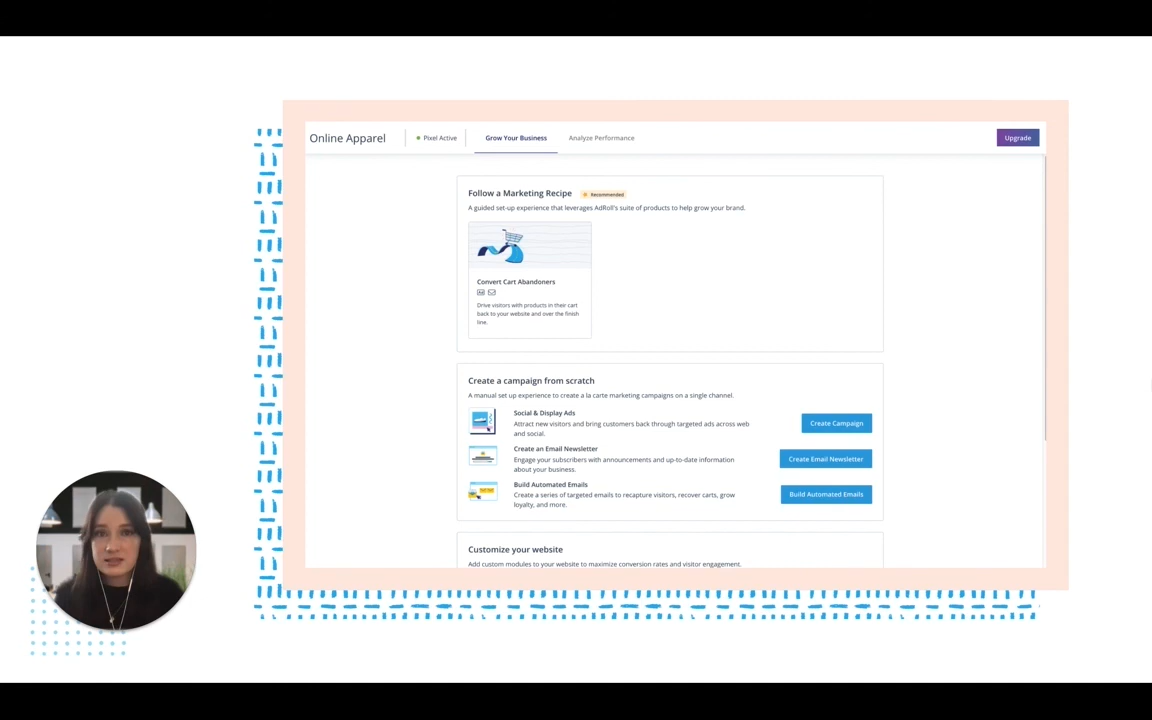 Online Apparel
Pixel Active
Grow Your Business
Analyze Performance
Upgrade
Follow a Marketing Recipe
Recommended
A guided set-up experience that leverages AdRoll's suite of products to help grow your brand.
Convert Cart Abandoners
Ad
Drive visitors with products in their cart
back to your website and over the finish
line.
Create a campaign from scratch
A manual set up experience to create a la carte marketing campaigns on a single channel.
Social & Display Ads
Attract new visitors and bring customers back through targeted ads across web
and social.
Create Campaign
Create an Email Newsletter
Engage your subscribers with announcements and up-to-date information
about your business.
Create Email Newsletter
Build Automated Emails
Create a series of targeted emails to recapture visitors, recover carts, grow
loyalty, and more.
Build Automated Emails
Customize your website
Add custom modules to your website to maximize conversion rates and visitor engagement.